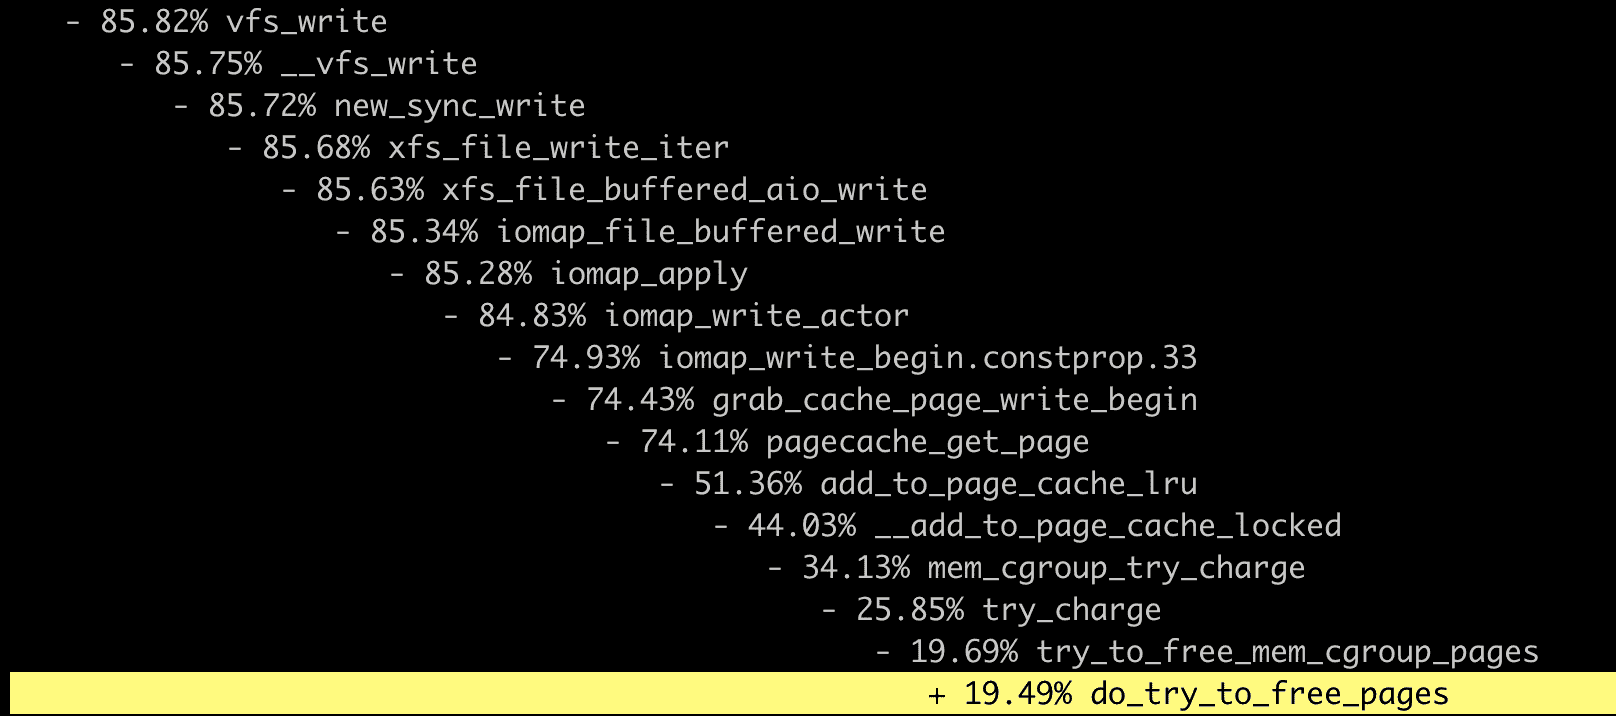 - 85.82% vfs_write
- 85.75% __vfs_write
- 85.72% new_sync_write
- 85.68% xfs_file_write_iter
- 85.63% xfs_file_buffered_aio_write
- 85.34% iomap_file_buffered_write
- 85.28% iomap_apply
- 84.83% iomap_write_actor
- 74.93% iomap_write_begin.constprop.33
- 74.43% grab_cache_page_write_begin
- 74.11% pagecache_get_page
- 51.36% add_to_page_cache_lru
- 44.03% __add_to_page_cache_locked
- 34.13% mem_cgroup_try_charge
- 25.85% try_charge
- 19.69% try_to_free_mem_cgroup_pages
+ 19.49% do_try_to_free_pages